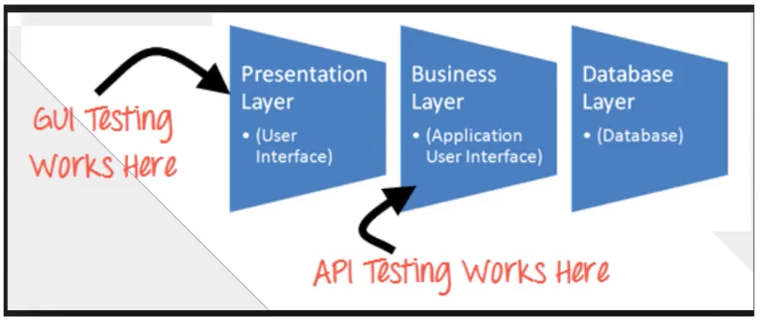 GUI Testing
Works Here
Presentation
Layer
• (User
Interface)
Business
Layer
• (Application
User Interface)
Database
Layer
• (Database)
API Testing Works Here